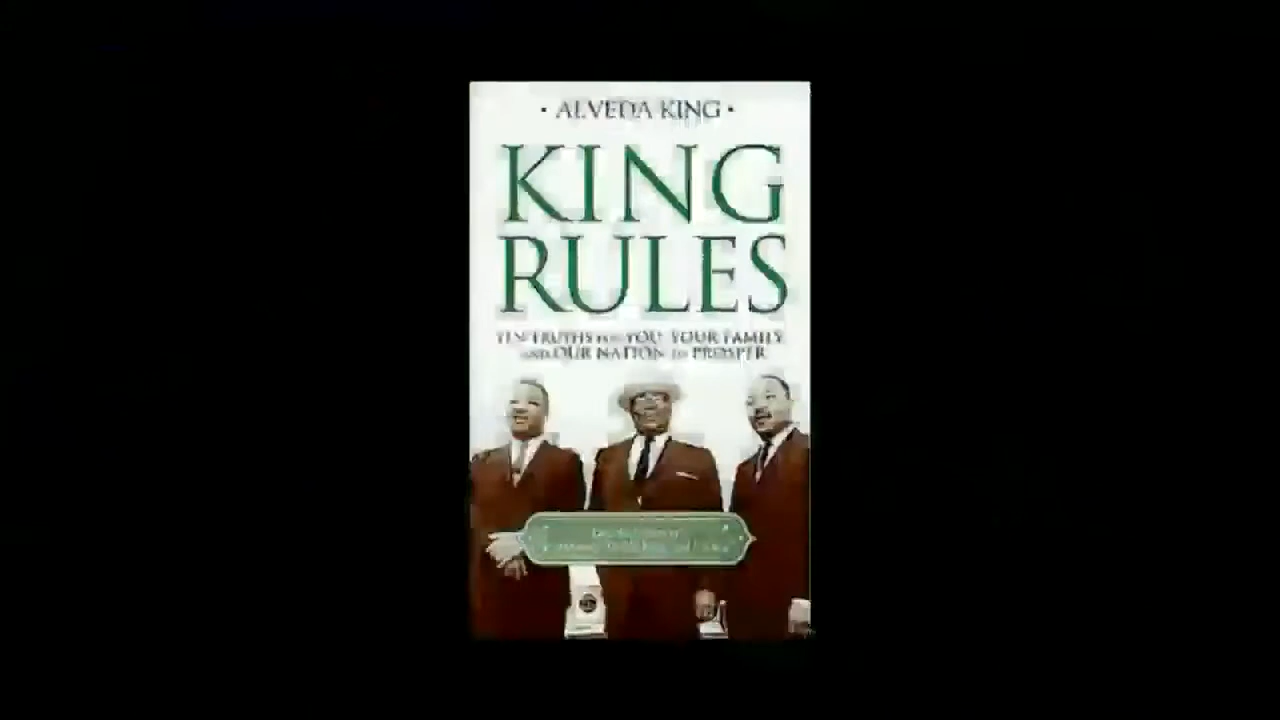 · ALVEDA KING ·
KING
RULES
TEN TRUTHS FOR YOU, YOUR FAMILY,
AND OUR NATION TO PROSPER